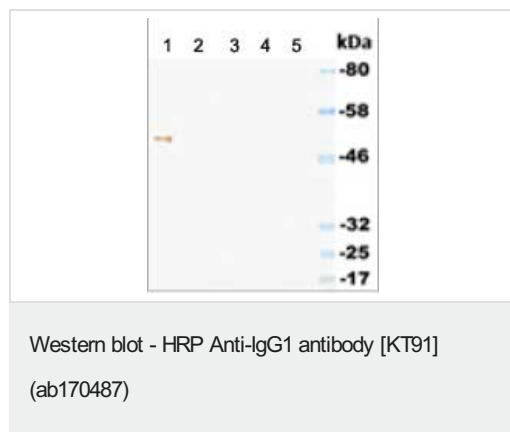 1 2 3 4 5 kDa
-80
-58
-46
-32
-25
-17
Western blot - HRP Anti-IgG1 antibody [KT91]
(ab170487)